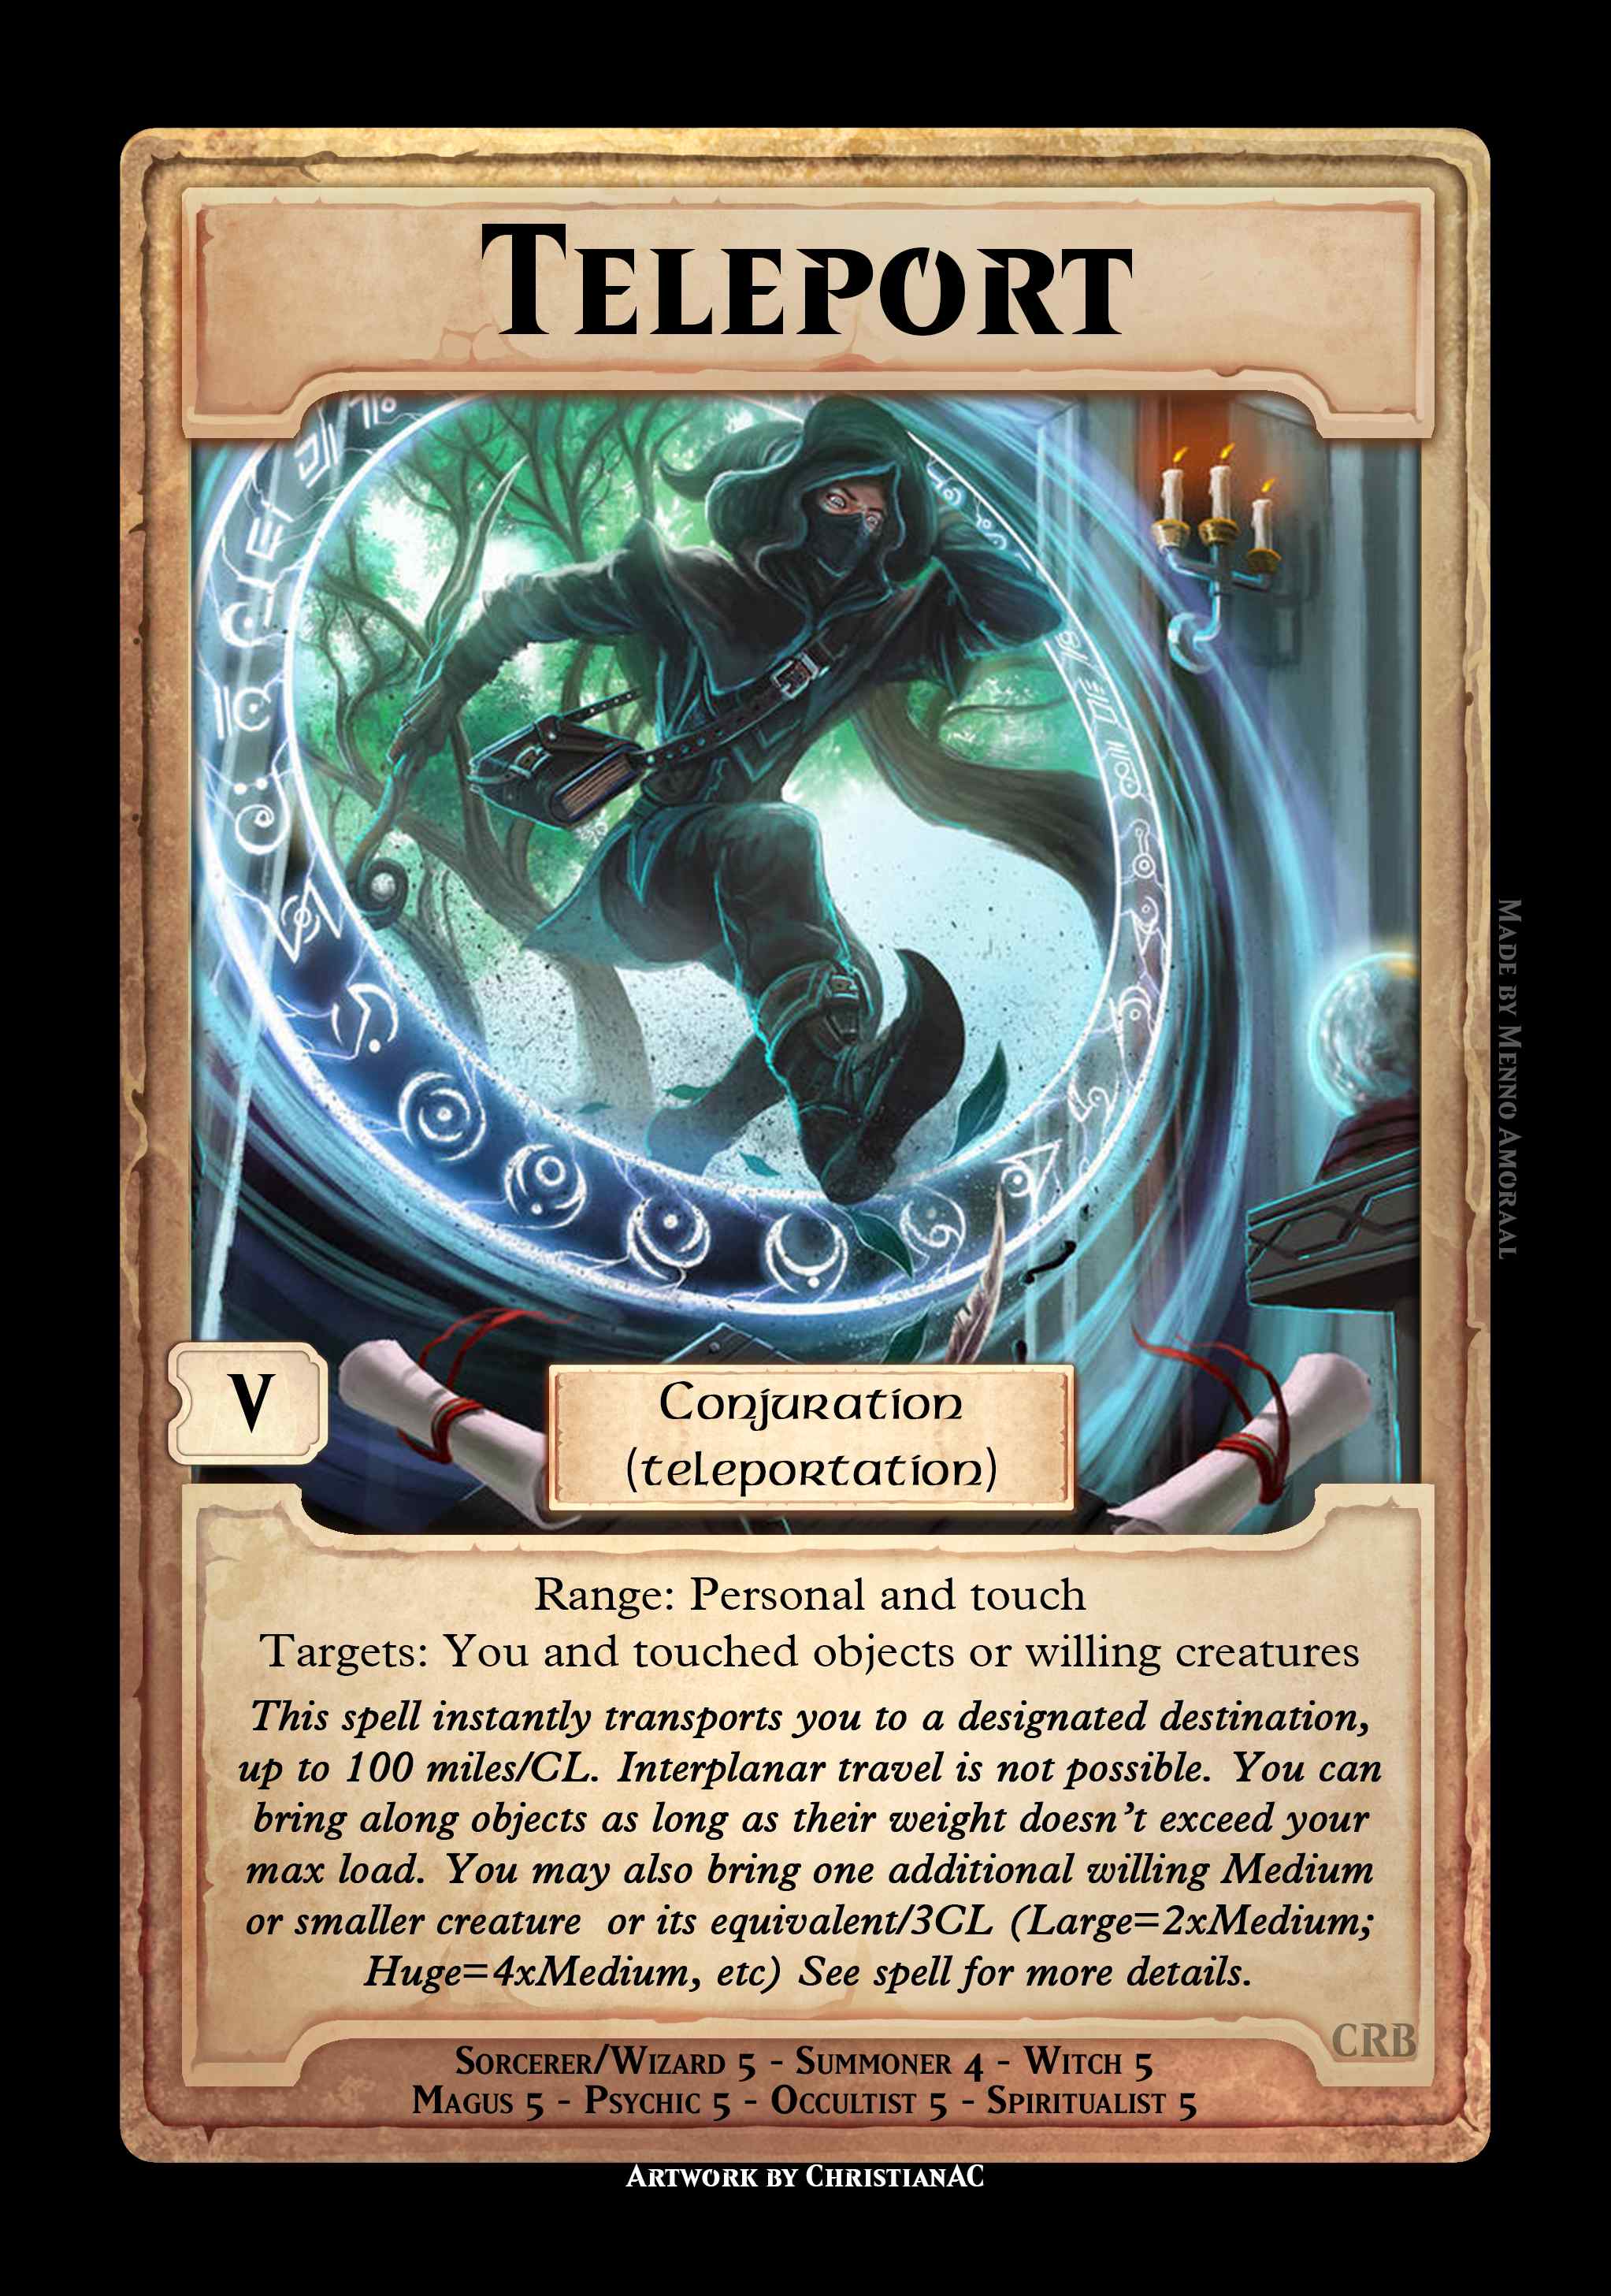 Teleport
V
Conjuration
(teleportation)
Range: Personal and touch
Targets: You and touched objects or willing creatures
This spell instantly transports you to a designated destination,
up to 100 miles/CL. Interplanar travel is not possible. You can
bring along objects as long as their weight doesn't exceed your
max load. You may also bring one additional willing Medium
or smaller creature or its equivalent/3CL (Large=2xMedium;
Huge=4xMedium, etc) See spell for more details.
CRB
Sorcerer/Wizard 5 - Summoner 4 - Witch 5
Magus 5 - Psychic 5 - Occultist 5 - Spiritualist 5
Artwork by ChristianAC
Made by Menno Amoraal